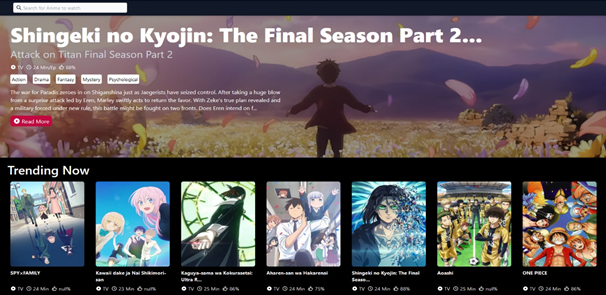 Search for Anime to watch
Shingeki no Kyojin: The Final Season Part 2...
Attack on Titan Final Season Part 2
TV 24 Min/Ep 88%
Action Drama Fantasy Mystery Psychological
The war for Paradis zeroes in on Shiganshina just as Jaegerists have seized control. After taking a huge blow
from a surprise attack led by Eren, Marley swiftly acts to return the favor. With Zeke's true plan revealed and
a military forced under new rule, this battle might be fought on two fronts. Does Eren intend on f...
Read More
Trending Now
SPY×FAMILY
TV 24 Min null%
Kawaii dake ja Nai Shikimori-
san
TV 23 Min null%
Kaguya-sama wa Kokurasetai:
Ultra R...
TV 25 Min 86%
Aharen-san wa Hakarenai
TV 24 Min 75%
Shingeki no Kyojin: The Final
Seaso...
TV 24 Min 88%
Aoashi
TV 25 Min null%
ONE PIECE
TV 24 Min 86%